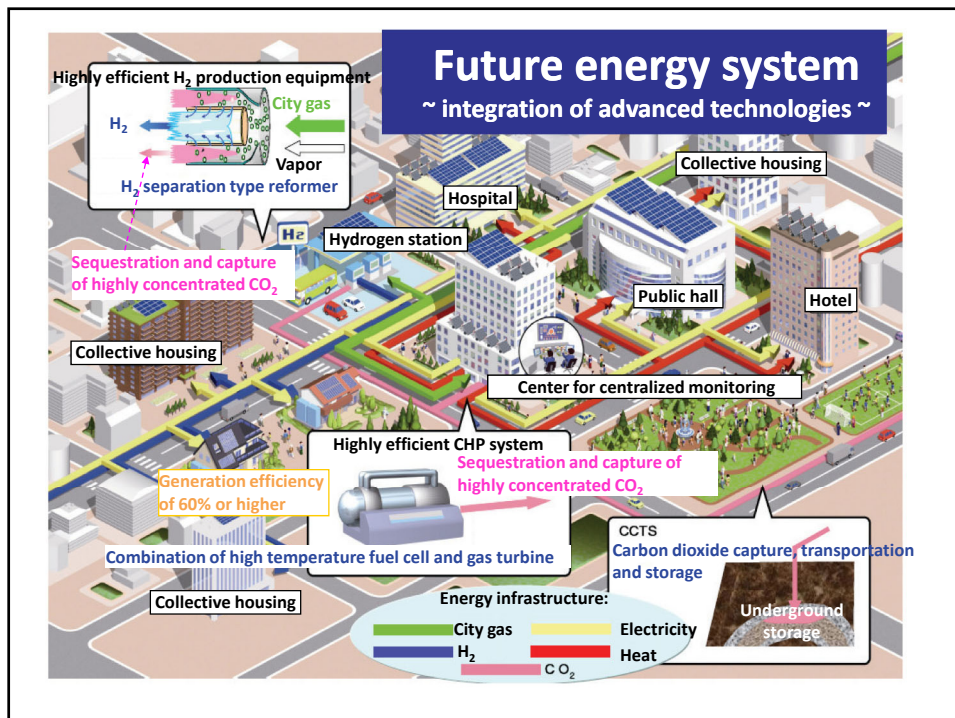 Future energy system
~ integration of advanced technologies ~
Highly efficient H₂ production equipment
City gas
H₂
Vapor
H₂ separation type reformer
Sequestration and capture
of highly concentrated CO₂
H2
Hydrogen station
Hospital
Collective housing
Public hall
Hotel
Collective housing
Center for centralized monitoring
Highly efficient CHP system
Sequestration and capture of
highly concentrated CO₂
Generation efficiency
of 60% or higher
Combination of high temperature fuel cell and gas turbine
Collective housing
CCTS
Carbon dioxide capture, transportation
and storage
Underground
storage
Energy infrastructure:
City gas
Electricity
H₂
Heat
CO₂